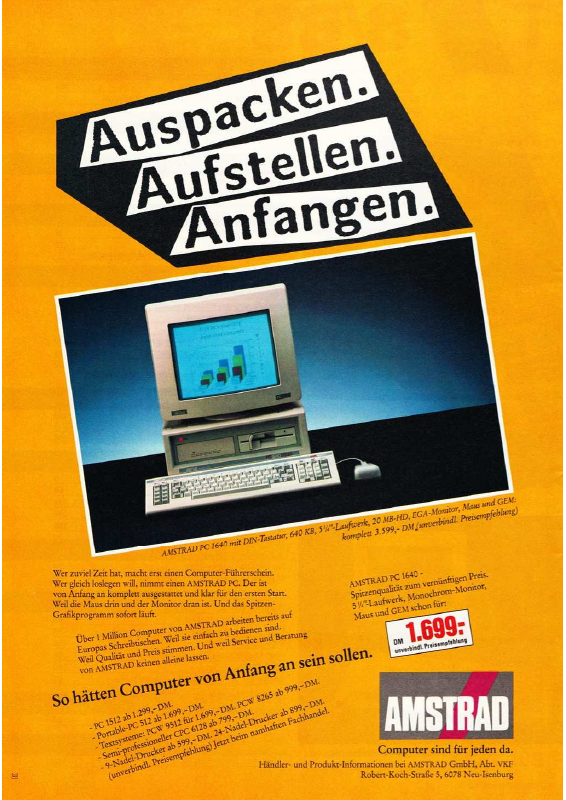 Auspacken.
Aufstellen.
Anfangen.
AMSTRAD PC 1640 mit DIN-Tastatur, 640 KB, 5¼"-Laufwerk, 20 MB-HD, EGA-Monitor, Maus und GEM:
komplett 3.599,- DM (unverbindl. Preisempfehlung)
Wer zuviel Zeit hat, macht erst einen Computer-Führerschein.
Wer gleich loslegen will, nimmt einen AMSTRAD PC. Der ist
von Anfang an komplett ausgestattet und klar für den ersten Start.
Weil die Maus drin und der Monitor dran ist. Und das Spitzen-
Grafikprogramm sofort läuft.
Über 1 Million Computer von AMSTRAD arbeiten bereits auf
Europas Schreibtischen. Weil sie einfach zu bedienen sind.
Weil Qualität und Preis stimmen. Und weil Service und Beratung
von AMSTRAD keinen alleine lassen.
AMSTRAD PC 1640 -
Spitzenqualität zum vernünftigen Preis.
5¼"-Laufwerk, Monochrom-Monitor,
Maus und GEM schon für:
DM 1.699:-
unverbindl. Preisempfehlung
So hätten Computer von Anfang an sein sollen.
- PC 1512 ab 1.299,- DM.
- Portable-PC 512 ab 1.699,- DM.
- Textsysteme: PCW 9512 für 1.699,- DM. PCW 8265 ab 999,- DM.
- Semi-professioneller CPC 6128 ab 799,- DM.
- 9-Nadel-Drucker ab 599,- DM. 24-Nadel-Drucker ab 899,- DM.
(unverbindl. Preisempfehlung) Jetzt beim namhaften Fachhandel.
AMSTRAD
Computer sind für jeden da.
Händler- und Produkt-Informationen bei AMSTRAD GmbH, Abt. VKF
Robert-Koch-Straße 5, 6078 Neu-Isenburg